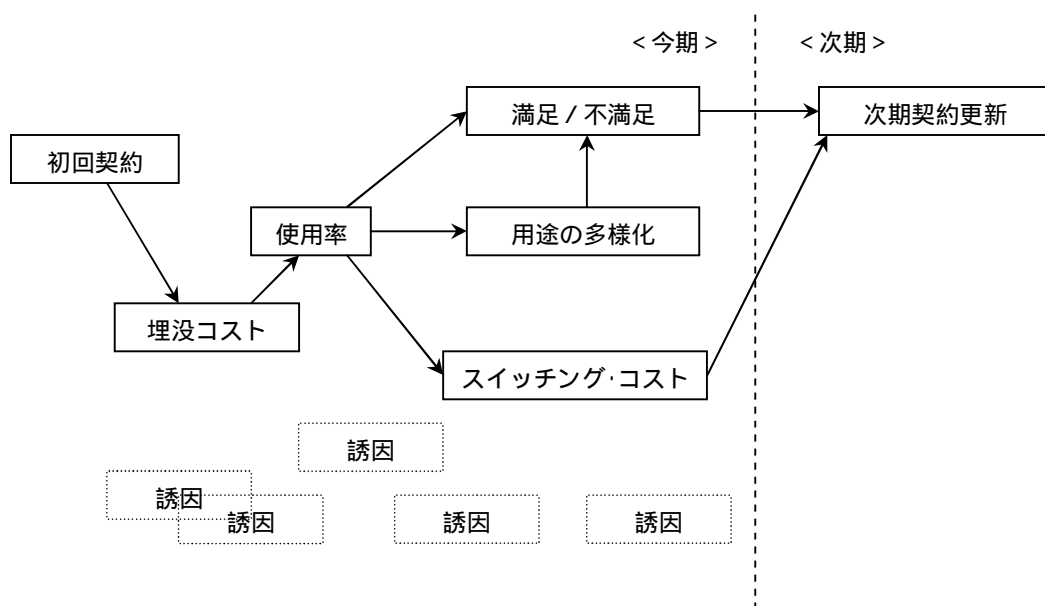 < 今期 >
< 次期 >
満足 / 不満足
次期契約更新
初回契約
使用率
用途の多様化
埋没コスト
スイッチング・コスト
誘因
誘因
誘因
誘因
誘因